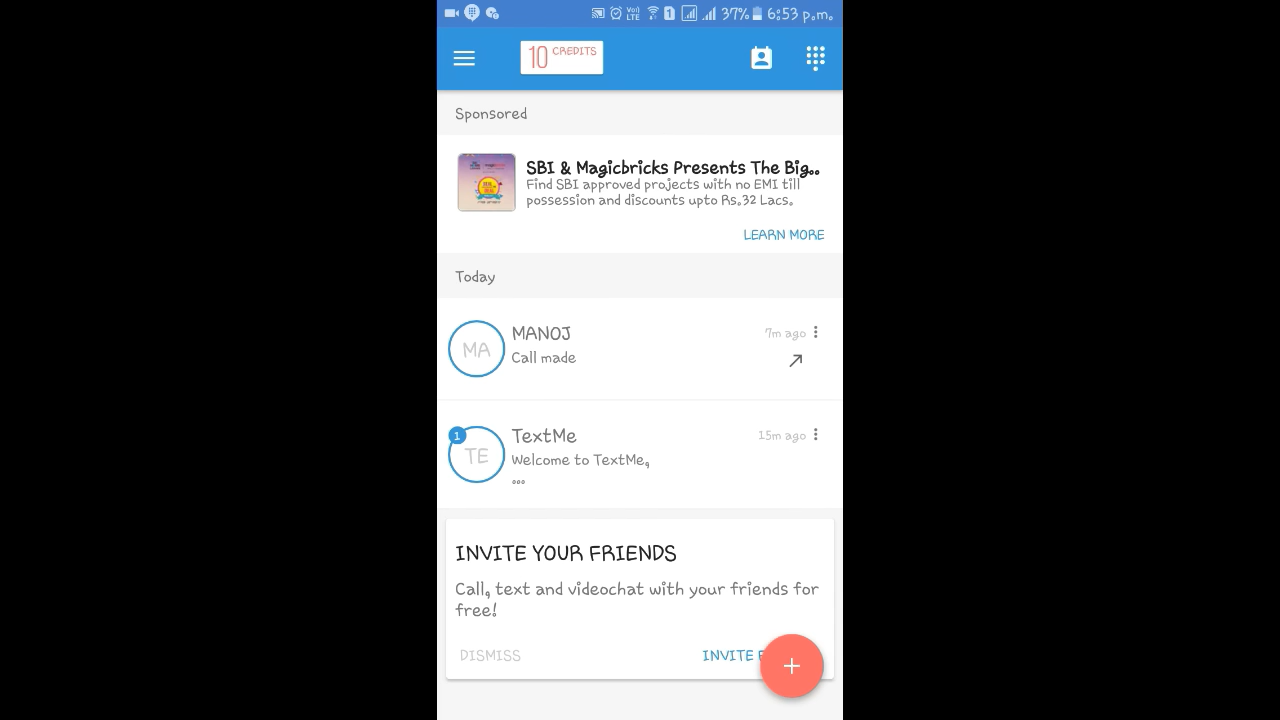 Vo) LTE 1 37% 6:53 p.m.
10 CREDITS
Sponsored
SBI & Magicbricks Presents The Big..
Find SBI approved projects with no EMI till
possession and discounts upto Rs.32 Lacs.
LEARN MORE
Today
MA MANOJ 7m ago
Call made
1 TE TextMe 15m ago
Welcome to TextMe,
...
INVITE YOUR FRIENDS
Call, text and videochat with your friends for
free!
DISMISS INVITE